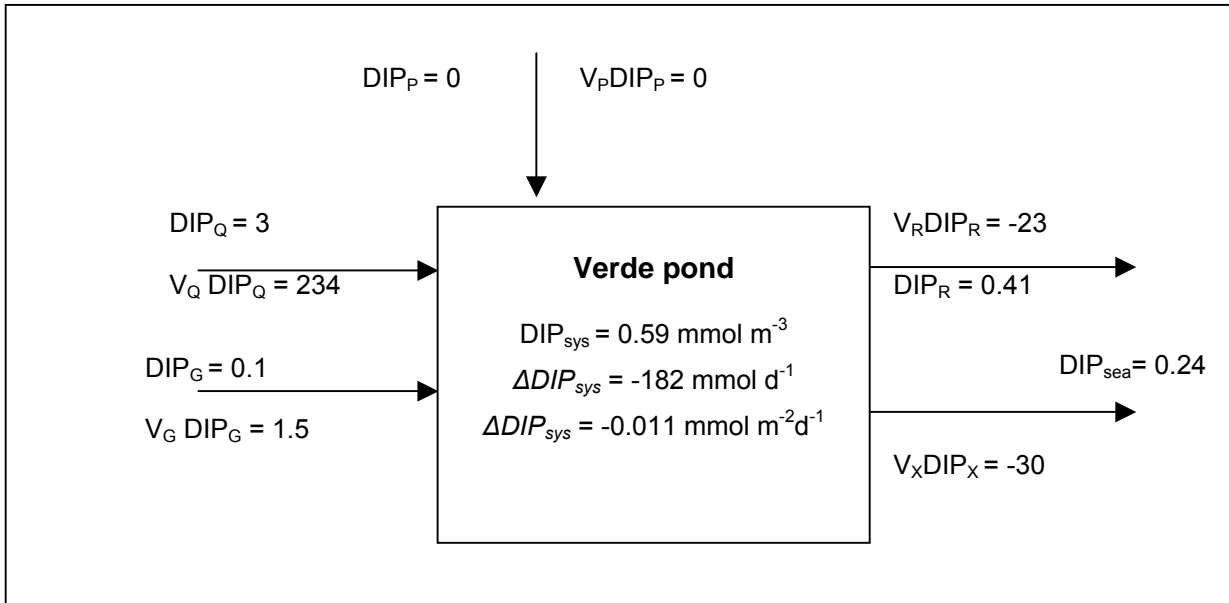 DIP_P = 0
V_PDIP_P = 0
DIP_Q = 3
V_Q DIP_Q = 234
DIP_G = 0.1
V_G DIP_G = 1.5
Verde pond
DIP_sys = 0.59 mmol m^-3
ΔDIP_sys = -182 mmol d^-1
ΔDIP_sys = -0.011 mmol m^-2d^-1
V_RDIP_R = -23
DIP_R = 0.41
DIP_sea= 0.24
V_XDIP_X = -30